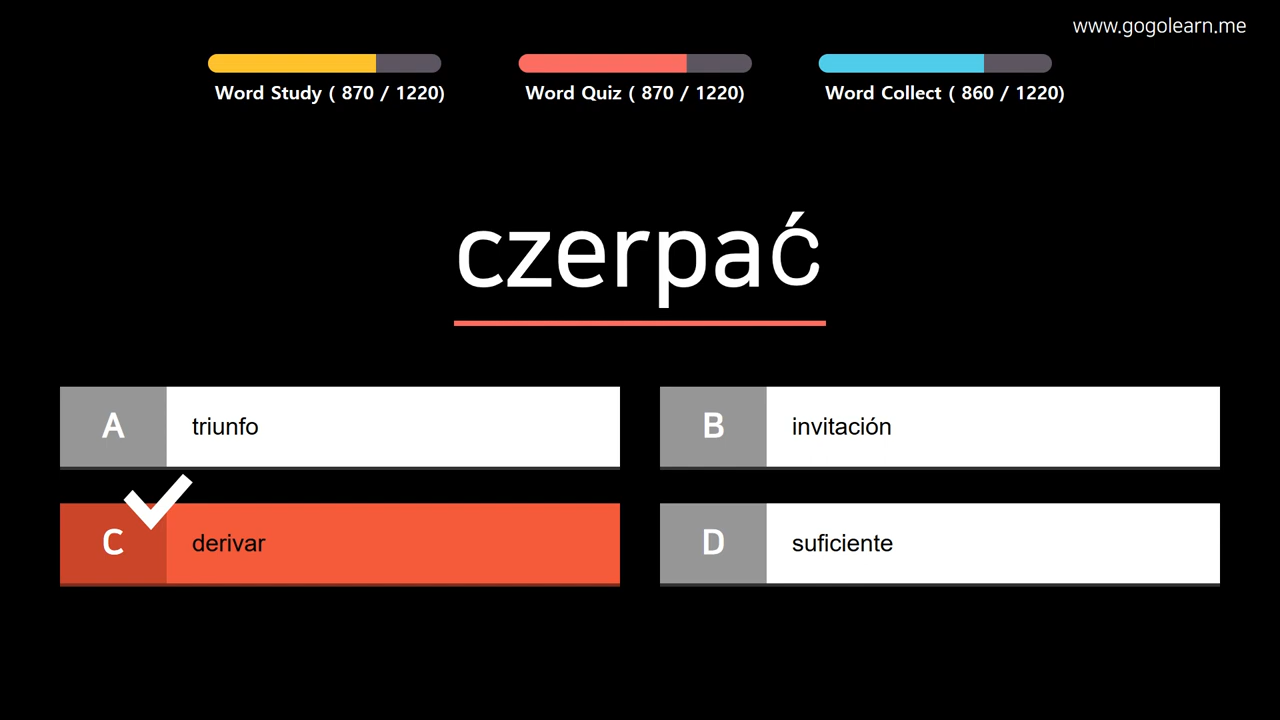 www.gogolearn.me
Word Study ( 870 / 1220)
Word Quiz ( 870 / 1220)
Word Collect ( 860 / 1220)
czerpać
A triunfo
B invitación
C derivar
D suficiente